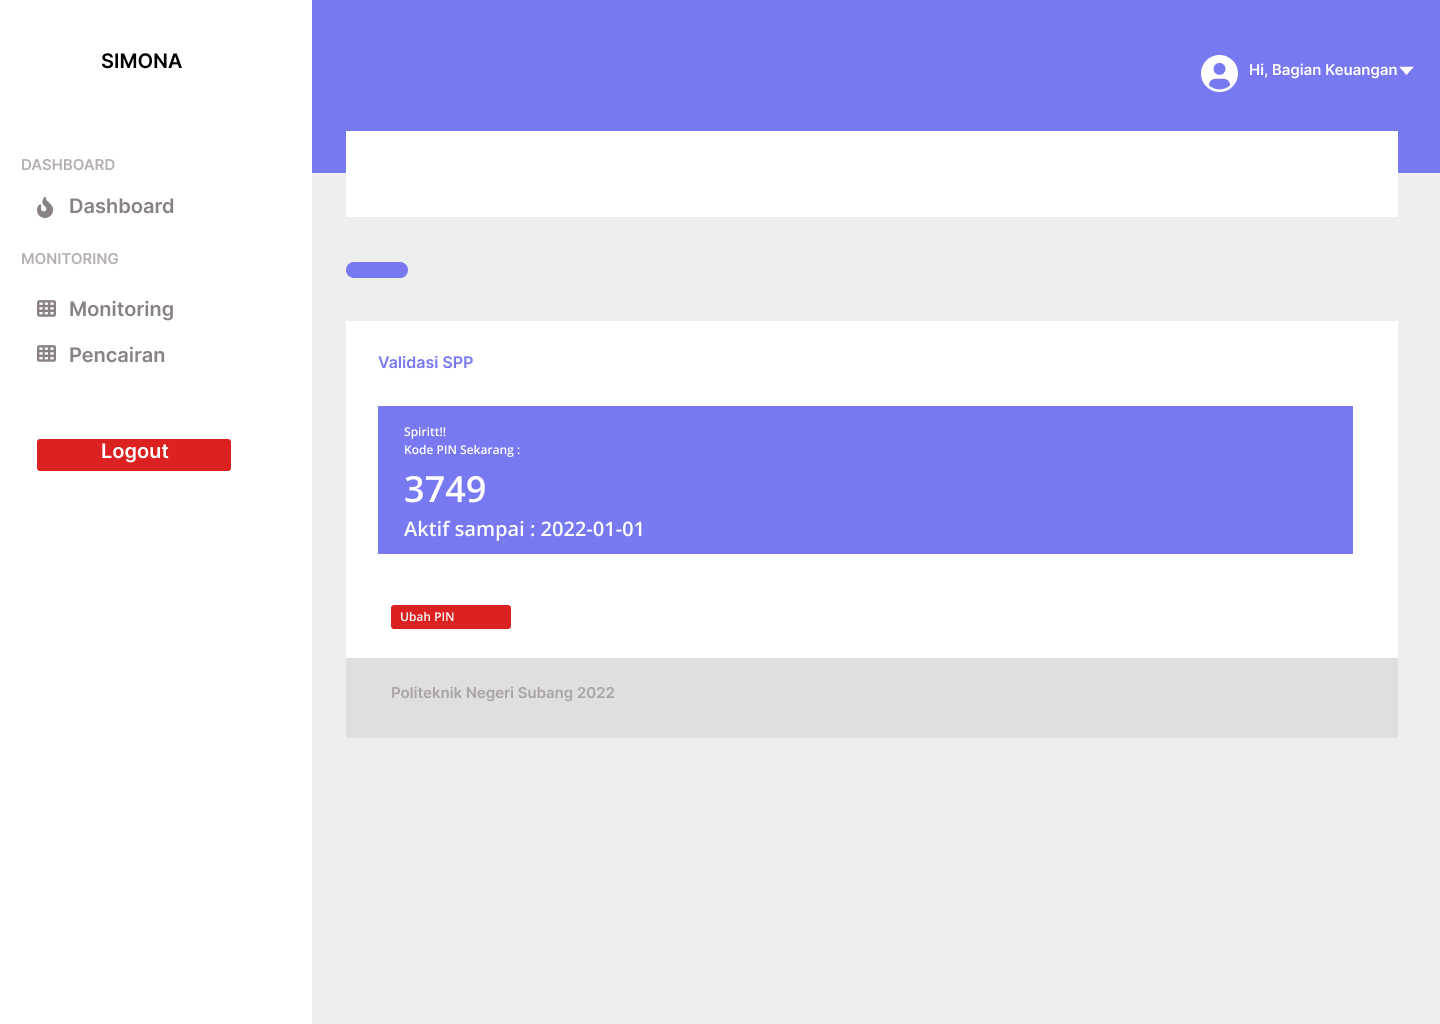 SIMONA
Hi, Bagian Keuangan
DASHBOARD
Dashboard
MONITORING
Monitoring
Pencairan
Logout
Validasi SPP
Spiritt!!
Kode PIN Sekarang :
3749
Aktif sampai : 2022-01-01
Ubah PIN
Politeknik Negeri Subang 2022